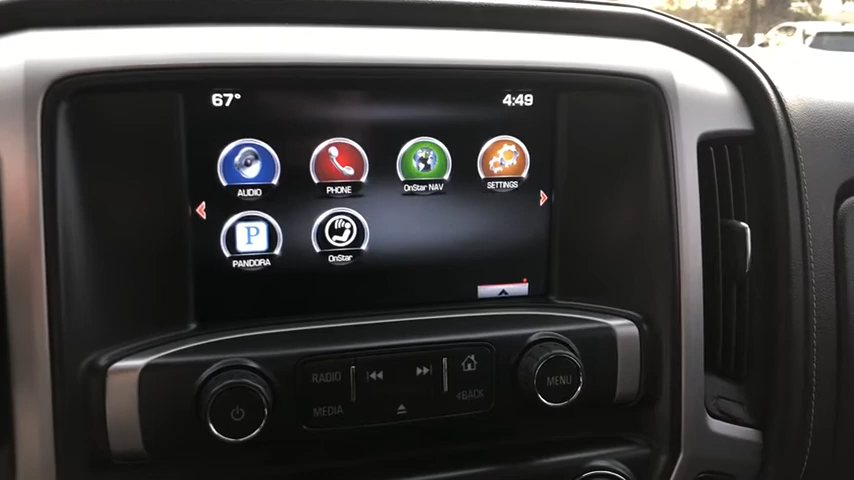 67° 4:49
AUDIO PHONE OnStar NAV SETTINGS
P
PANDORA OnStar
RADIO
MENU
MEDIA BACK